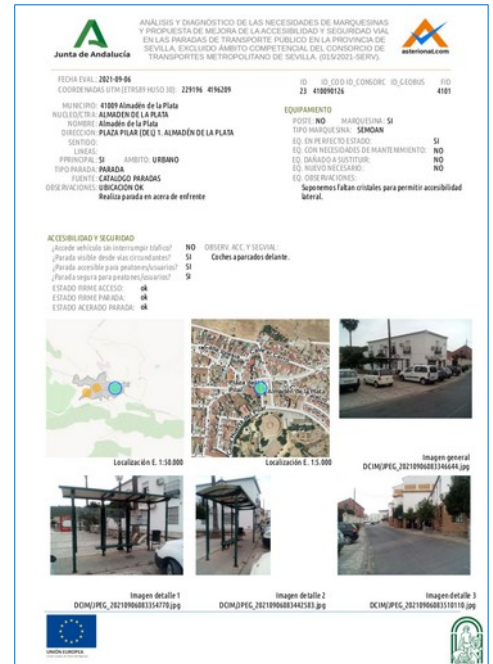 Junta de Andalucía
ANÁLISIS Y DIAGNÓSTICO DE LAS NECESIDADES DE MARQUESINAS
Y PROPUESTA DE MEJORA DE LA ACCESIBILIDAD Y SEGURIDAD VIAL
EN LAS PARADAS DE TRANSPORTE PÚBLICO EN LA PROVINCIA DE
SEVILLA, EXCLUIDO ÁMBITO COMPETENCIAL DEL CONSORCIO DE
TRANSPORTES METROPOLITANO DE SEVILLA. (015/2021-SERV).
asterionat.com
FECHA EVAL.: 2021-09-06
COORDENADAS UTM (ETRS89 HUSO 30): 229196 4196209
ID ID_COD ID_CONSORC ID_GEOBUS FID
23 410090126 4101
MUNICIPIO: 41009 Almadén de la Plata
NUCLEO/CTRA: ALMADEN DE LA PLATA
NOMBRE: Almadén de la Plata
DIRECCION: PLAZA PILAR (DEL) 1. ALMADÉN DE LA PLATA
SENTIDO:
LINEAS:
PPRINCIPAL: SI AMBITO: URBANO
TIPO PARADA: PARADA
FUENTE: CATALOGO PARADAS
OBSERVACIONES: UBICACION OK
Realiza parada en acera de enfrente
EQUIPAMIENTO
POSTE: NO MARQUESINA: SI
TIPO MARQUESINA: SEMOAN
EQ. EN PERFECTO ESTADO: SI
EQ. CON NECESIDADES DE MANTENIMIENTO: NO
EQ. DAÑADO A SUSTITUIR: NO
EQ. NUEVO NECESARIO: NO
EQ. OBSERVACIONES:
Suponemos faltan cristales para permitir accesibilidad
lateral.
ACCESIBILIDAD Y SEGURIDAD
¿Accede vehículo sin interrumpir tráfico? NO
¿Parada visible desde vías circundantes? SI
¿Parada accesible para peatones/usuarios? SI
¿Parada segura para peatones/usuarios? SI
ESTADO FIRME ACCESO: ok
ESTADO FIRME PARADA: ok
ESTADO ACERADO PARADA: ok
OBSERV. ACC. Y SEGVIAL:
Coches aparcados delante.
Localización E. 1:50.000
Localización E. 1:5.000
Imagen general
DCIM/JPEG_20210906083346644.jpg
Imagen detalle 1
DCIM/JPEG_20210906083354770.jpg
Imagen detalle 2
DCIM/JPEG_20210906083442583.jpg
Imagen detalle 3
DCIM/JPEG_20210906083510110.jpg
UNIÓN EUROPEA